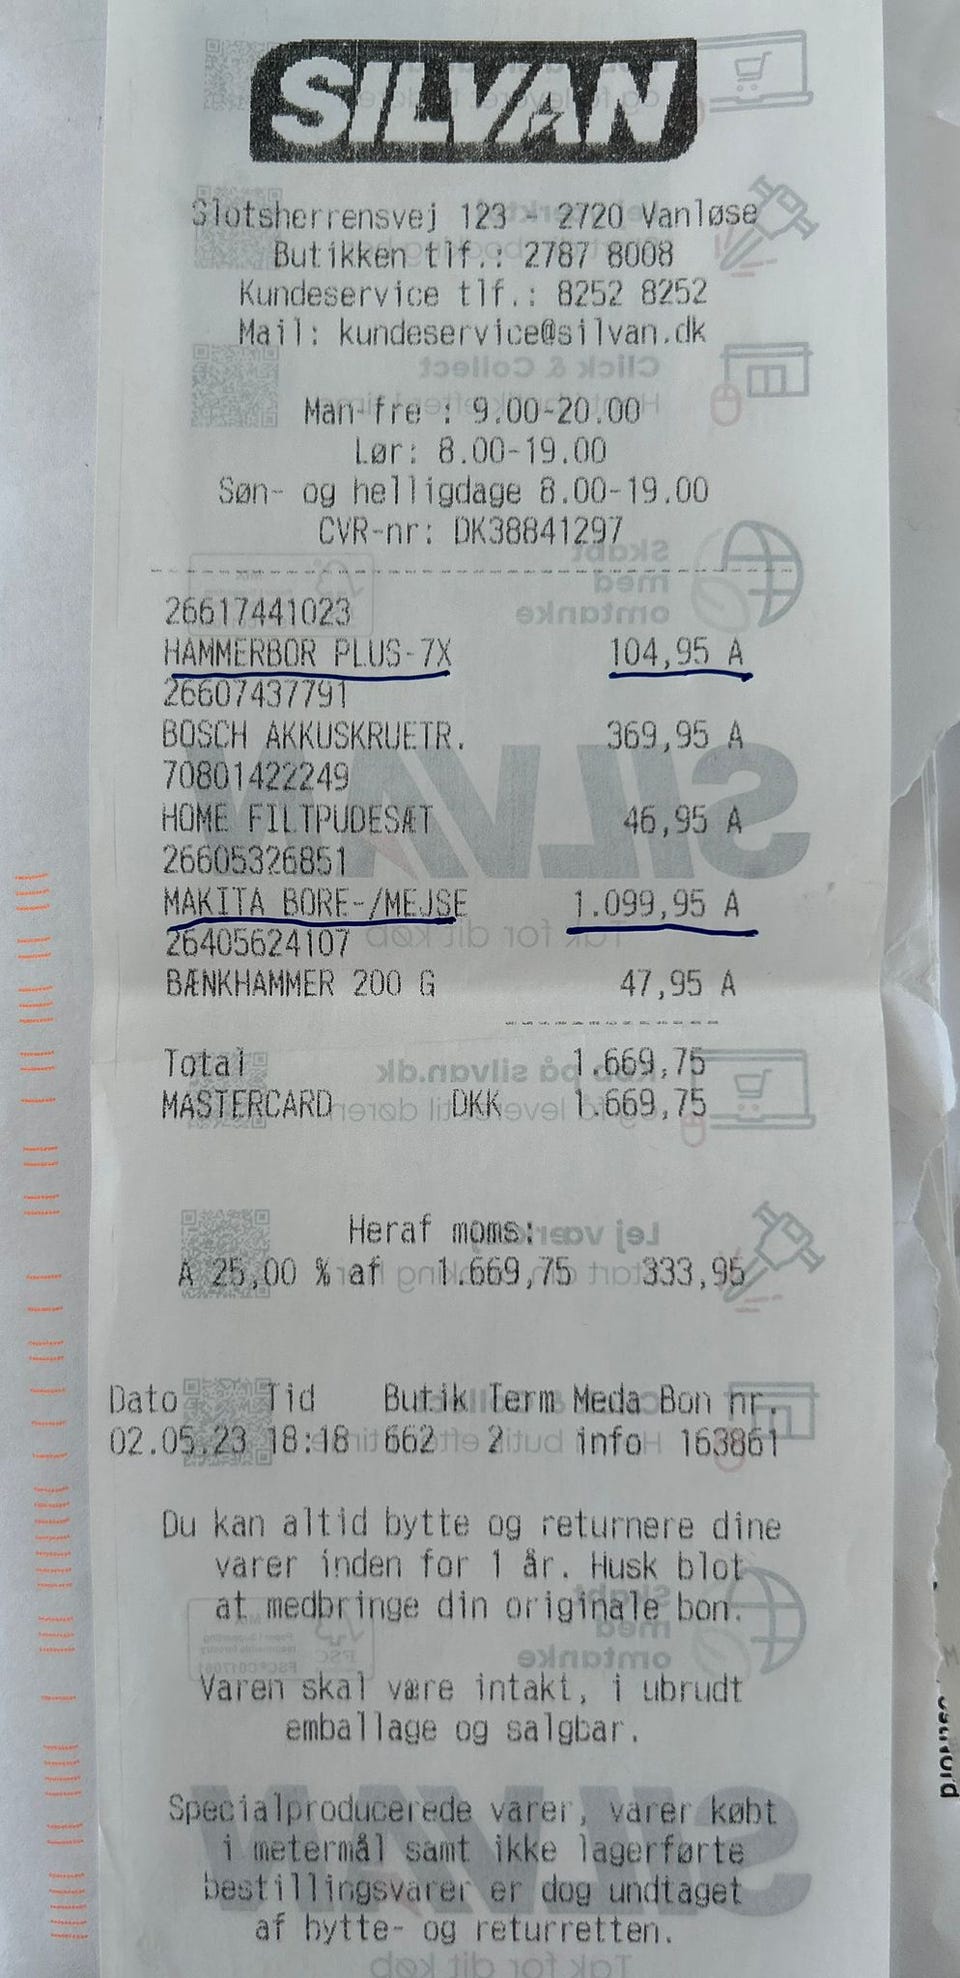 SILVAN
Slotsherrensvej 123 - 2720 Vanløse
Butikken tlf.: 2787 8008
Kundeservice tlf.: 8252 8252
Mail: kundeservice@silvan.dk
Man-fre : 9.00-20.00
Lør: 8.00-19.00
Søn- og helligdage 8.00-19.00
CVR-nr: DK38841297
26617441023
HAMMERBOR PLUS-7X 104,95 A
26607437791
BOSCH AKKUSKRUETR. 369,95 A
70801422249
HOME FILTPUDESÆT 46,95 A
26605326851
MAKITA BORE-/MEJSE 1.099,95 A
26405624107
BÆNKHAMMER 200 G 47,95 A
Total 1.669,75
MASTERCARD DKK 1.669,75
Heraf moms:
A 25,00 % af 1.669,75 333,95
Dato Tid Butik Term Meda Bon nr.
02.05.23 18:18 662 2 info 163861
Du kan altid bytte og returnere dine
varer inden for 1 år. Husk blot
at medbringe din originale bon.
Varen skal være intakt, i ubrudt
emballage og salgbar.
Specialproducerede varer, varer købt
i metermål samt ikke lagerførte
bestillingsvarer er dog undtaget
af bytte- og returretten.